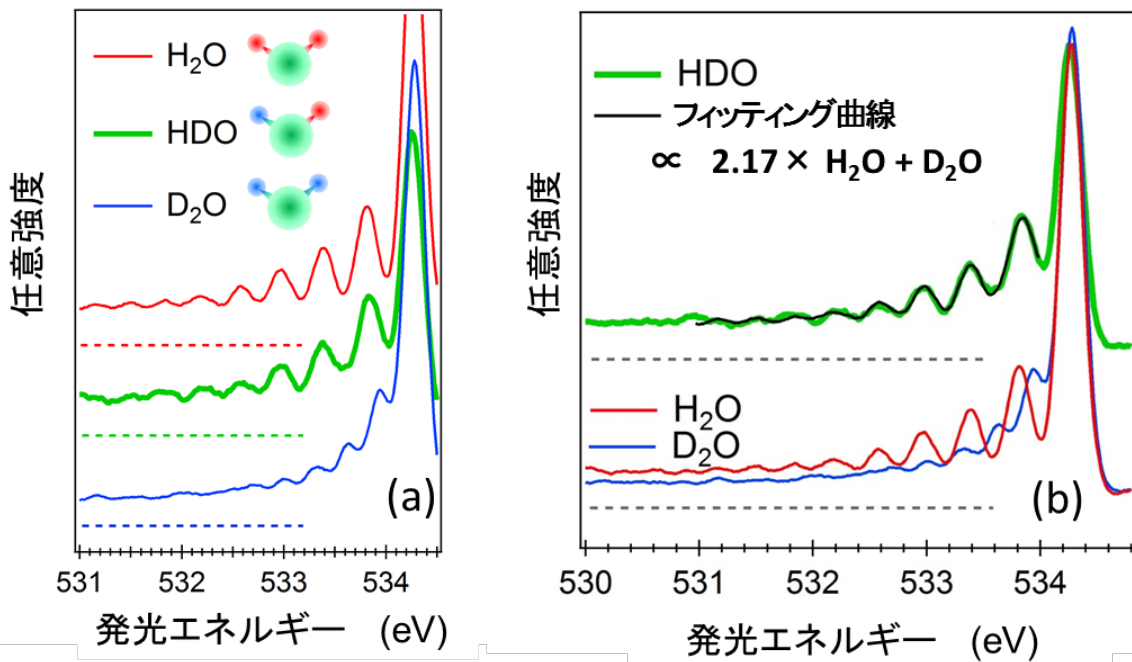 H₂O
HDO
D₂O
(a)
任意強度
531 532 533 534
発光エネルギー (eV)
HDO
フィッティング曲線
∝ 2.17× H₂O + D₂O
H₂O
D₂O
(b)
任意強度
530 531 532 533 534
発光エネルギー (eV)